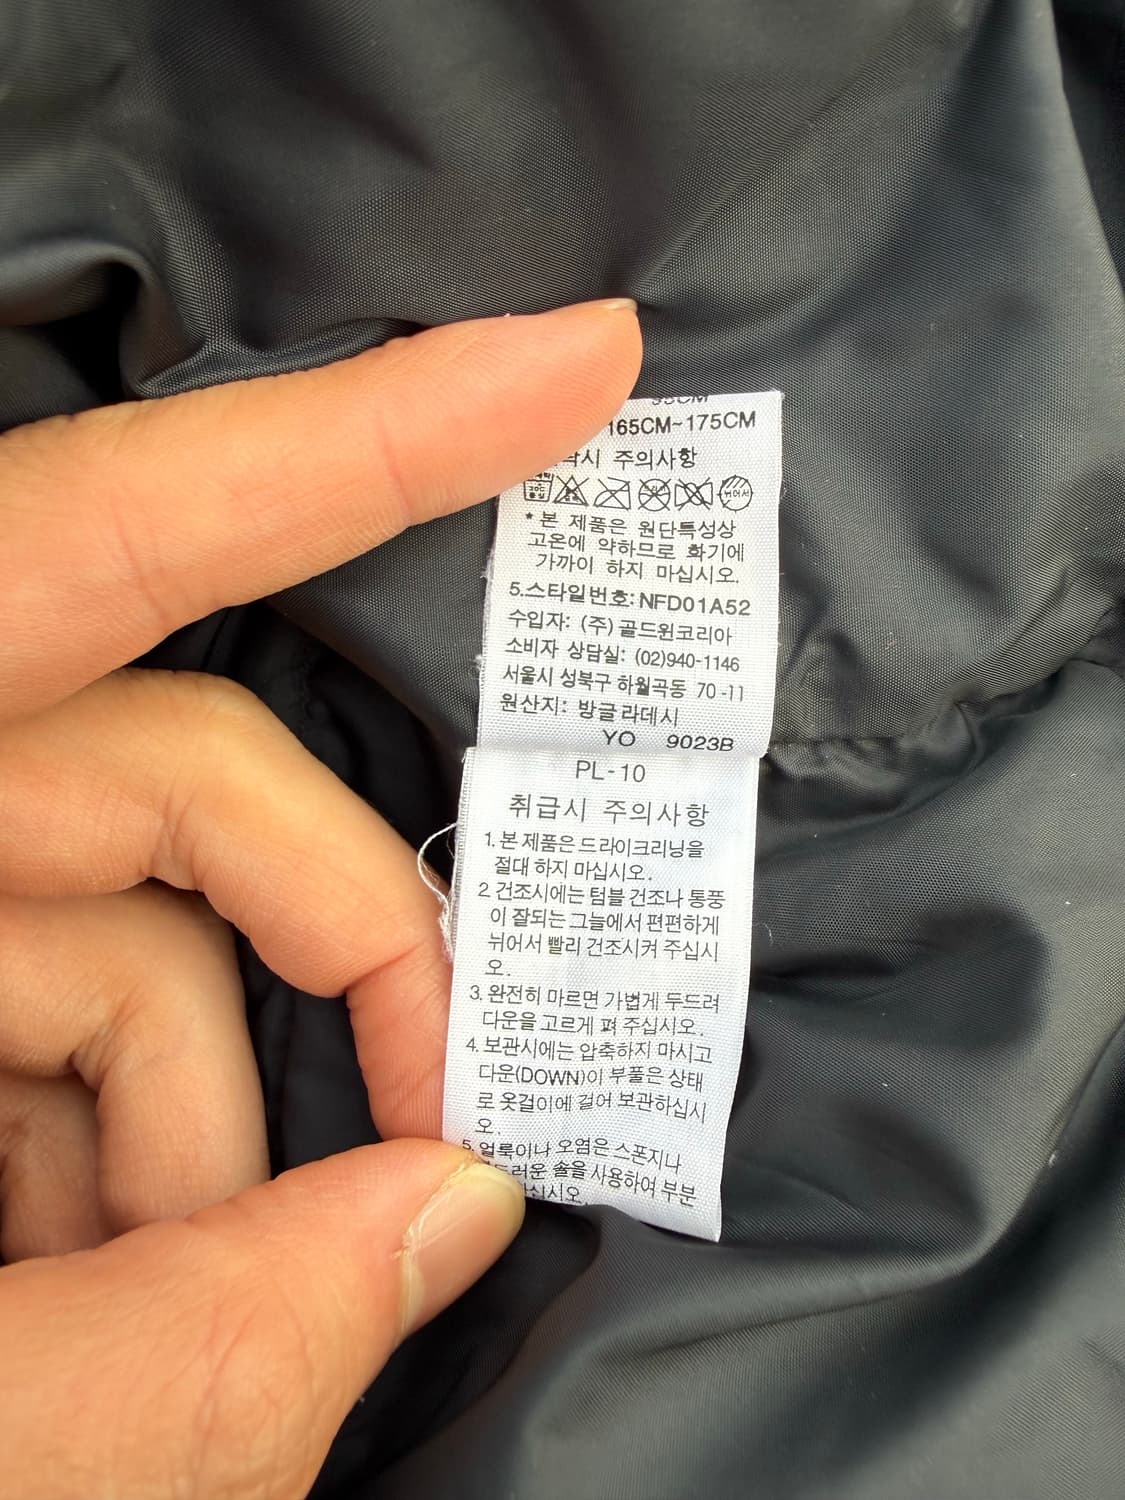 95CM
165CM~175CM
탁시 주의사항
뉘어서
* 본 제품은 원단특성상
고온에 약하므로 화기에
가까이 하지 마십시오.
5.스타일번호: NFD01A52
수입자: (주) 골드윈코리아
소비자 상담실: (02)940-1146
서울시 성북구 하월곡동 70-11
원산지: 방글라데시
YO 9023B
PL-10
취급시 주의사항
1. 본 제품은 드라이크리닝을
절대 하지 마십시오.
2 건조시에는 텀블 건조나 통풍
이 잘되는 그늘에서 편편하게
뉘어서 빨리 건조시켜 주십시
오.
3. 완전히 마르면 가볍게 두드려
다운을 고르게 펴 주십시오.
4. 보관시에는 압축하지 마시고
다운(DOWN)이 부풀은 상태
로 옷걸이에 걸어 보관하십시
오.
5. 얼룩이나 오염은 스폰지나
드러운 솔을 사용하여 부분
십시오.